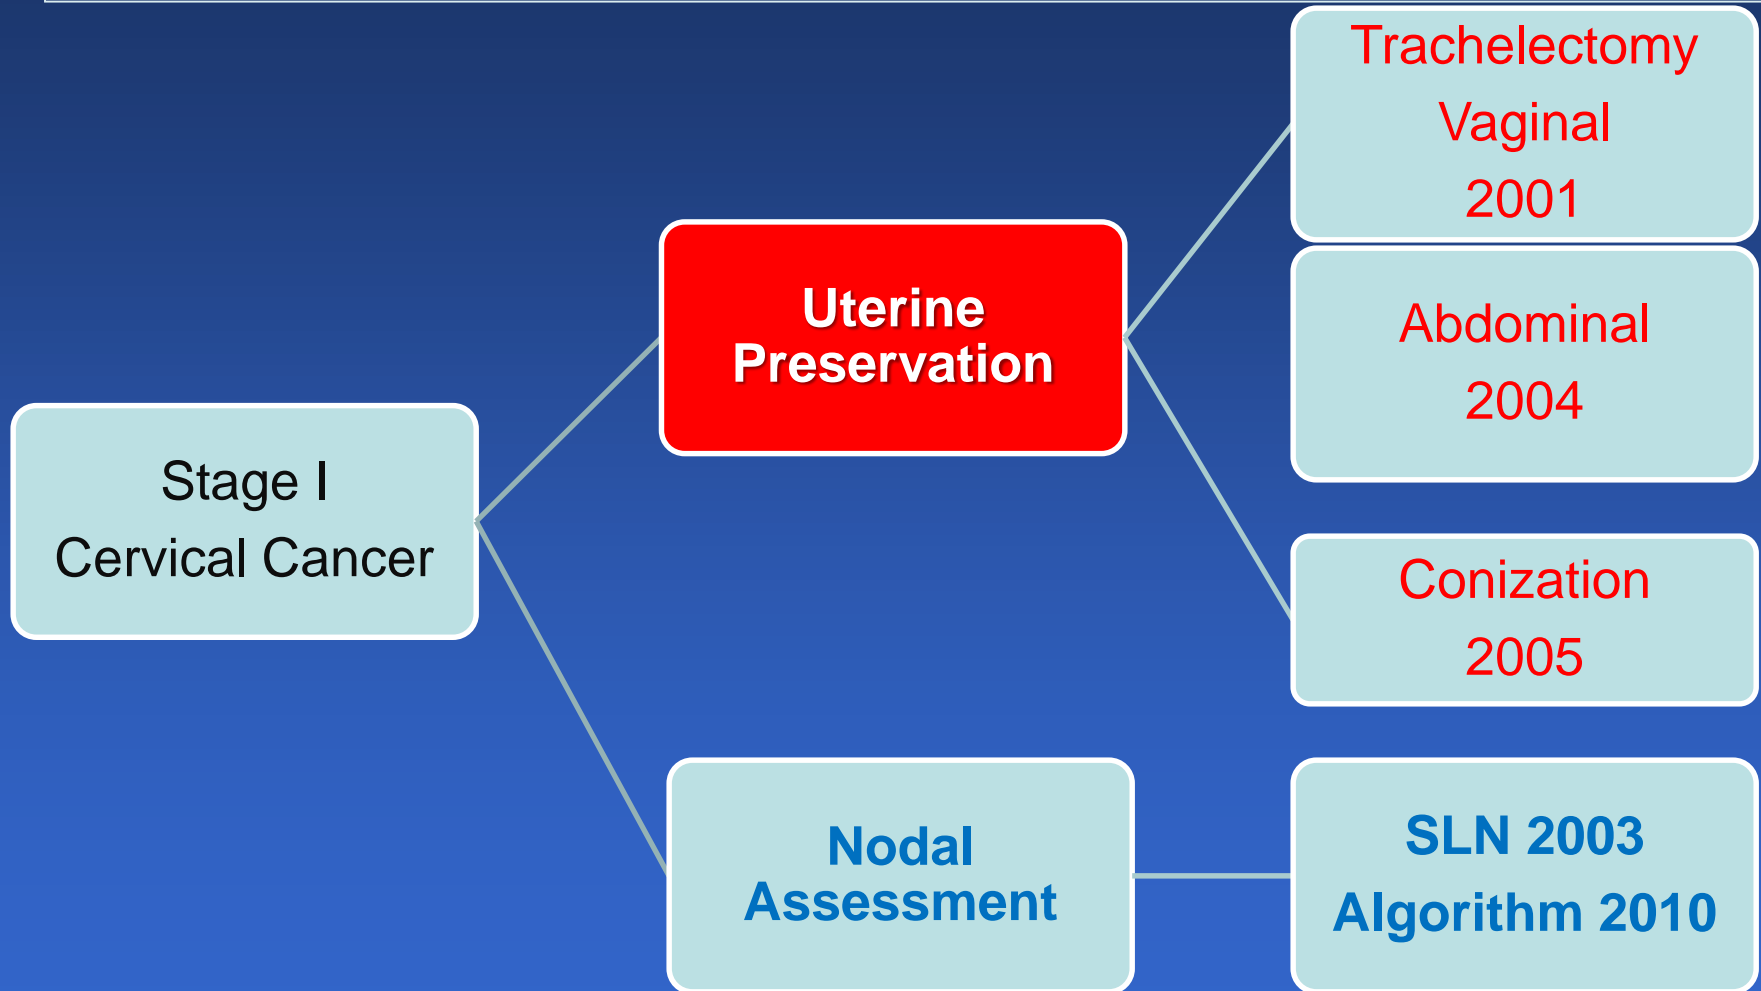 Stage I
Cervical Cancer
Uterine
Preservation
Trachelectomy
Vaginal
2001
Abdominal
2004
Conization
2005
Nodal
Assessment
SLN 2003
Algorithm 2010